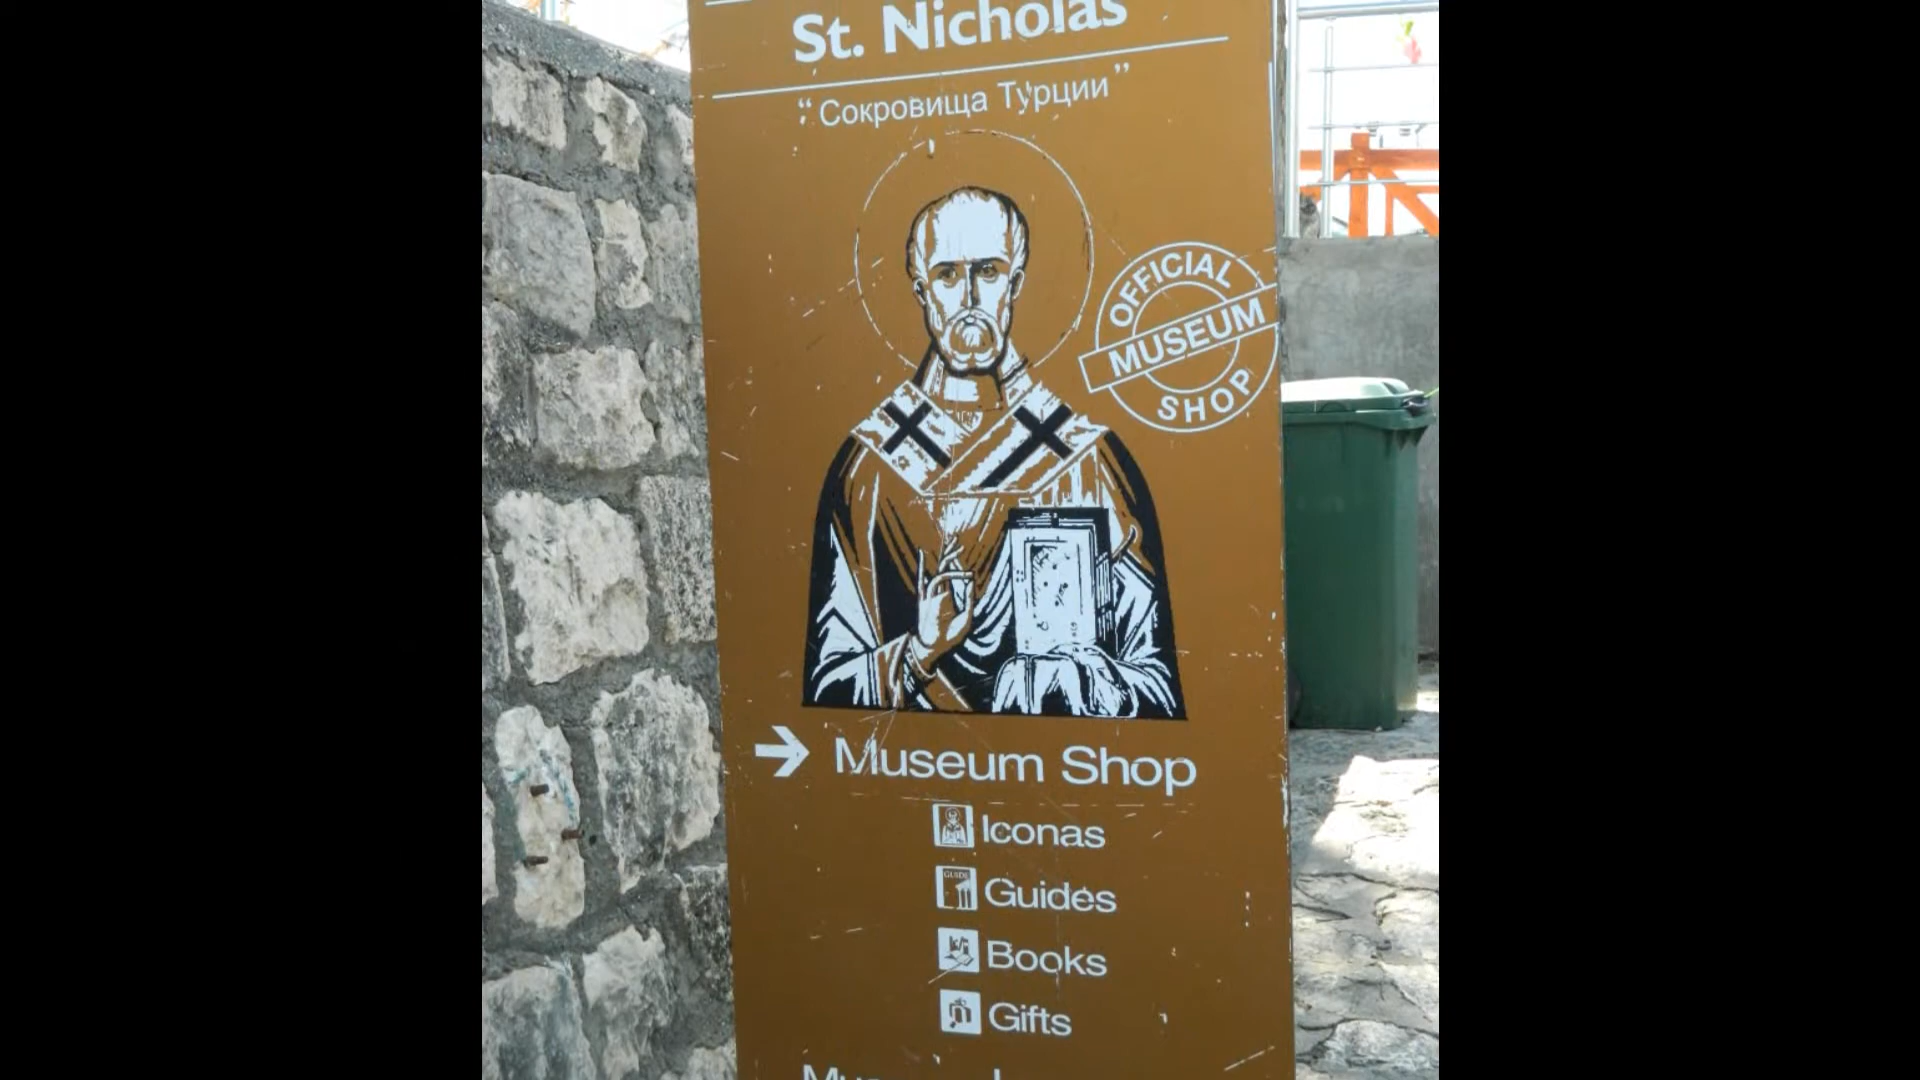 St. Nicholas
“Сокровища Турции”
OFFICIAL
MUSEUM
SHOP
Museum Shop
Iconas
GUIDE
Guides
Books
Gifts